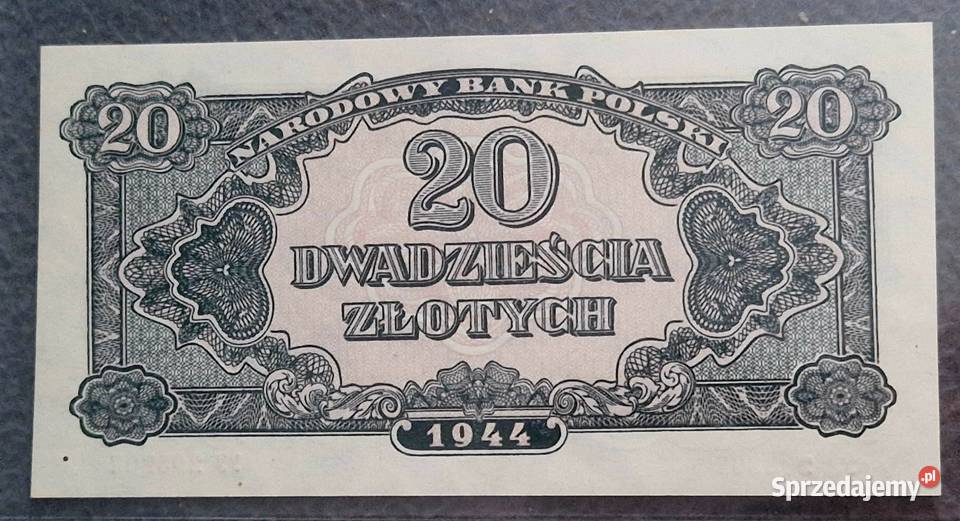 NARODOWY BANK POLSKI
20 20
20
DWADZIEŚCIA
ZŁOTYCH
1944
Sprzedajemy.pl